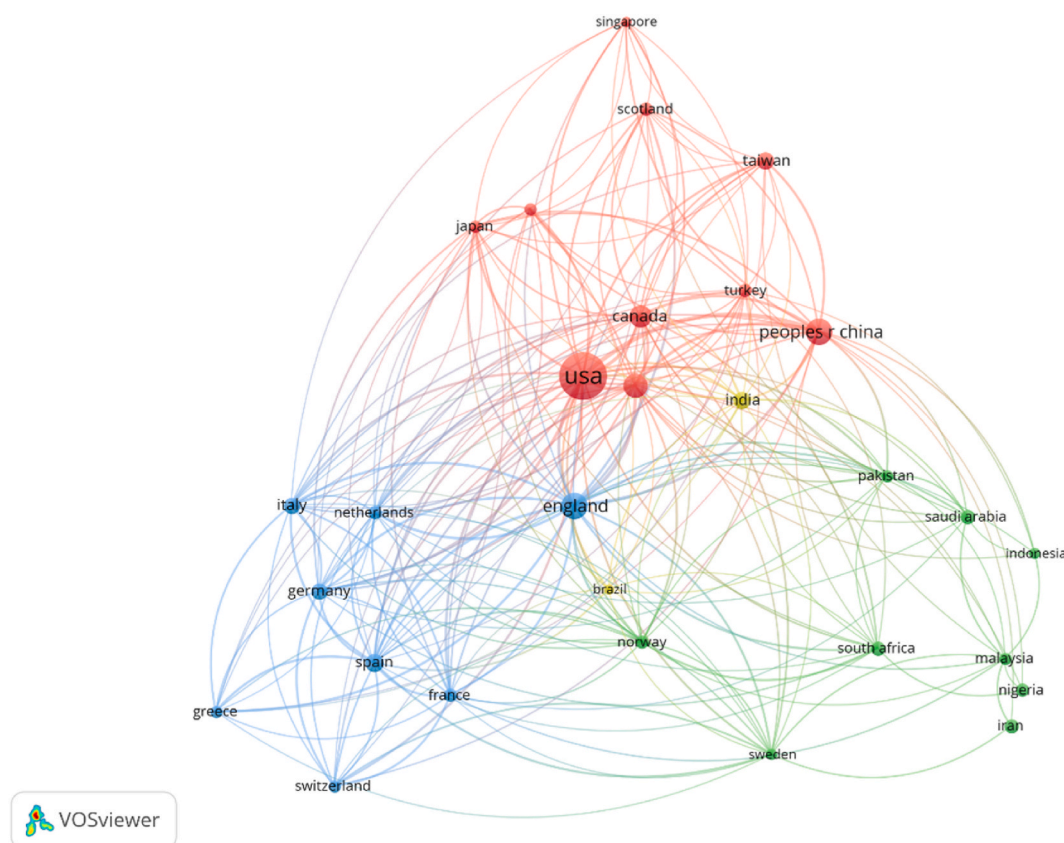 singapore
scotland
taiwan
japan
turkey
canada
peoples r china
usa
india
pakistan
italy
england
netherlands
saudi arabia
indonesia
germany
brazil
norway
south africa
spain
malaysia
france
nigeria
greece
iran
sweden
switzerland
VOSviewer